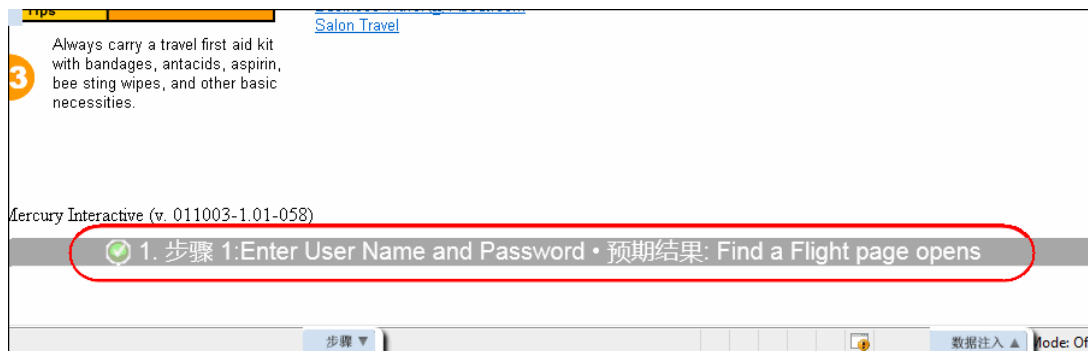 Tips
Salon Travel
Always carry a travel first aid kit
with bandages, antacids, aspirin,
bee sting wipes, and other basic
necessities.
3
Mercury Interactive (v. 011003-1.01-058)
1. 步骤 1:Enter User Name and Password • 预期结果: Find a Flight page opens
步骤 ▼
数据注入 ▲
Mode: Of